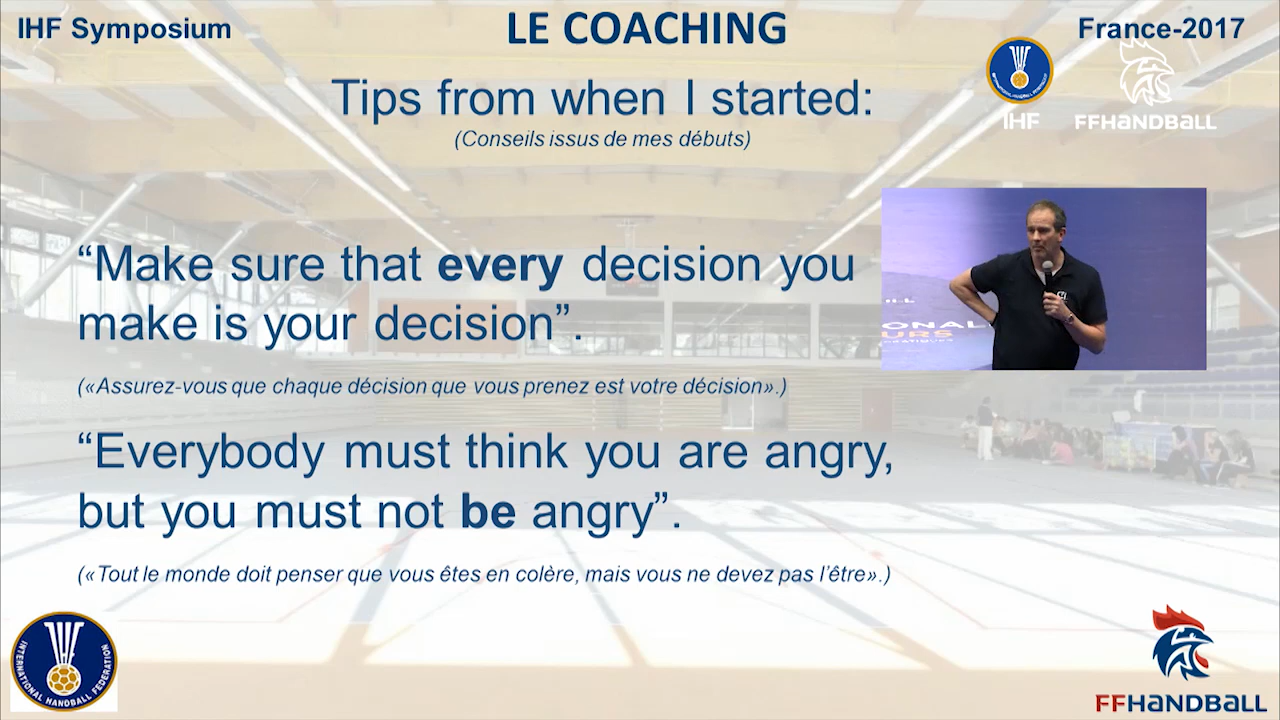 IHF Symposium
LE COACHING
France-2017
Tips from when I started:
(Conseils issus de mes débuts)
IHF
FFHANDBALL
“Make sure that every decision you
make is your decision”.
(«Assurez-vous que chaque décision que vous prenez est votre décision».)
“Everybody must think you are angry,
but you must not be angry”.
(«Tout le monde doit penser que vous êtes en colère, mais vous ne devez pas l’être».)
INTERNATIONAL HANDBALL FEDERATION
FFHANDBALL